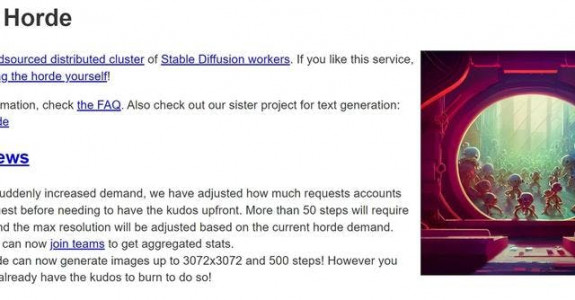 Horde
dsourced distributed cluster of Stable Diffusion workers. If you like this service,
ng the horde yourself!
mation, check the FAQ. Also check out our sister project for text generation:
de
ews
uddenly increased demand, we have adjusted how much requests accounts
uest before needing to have the kudos upfront. More than 50 steps will require
nd the max resolution will be adjusted based on the current horde demand.
can now join teams to get aggregated stats.
de can now generate images up to 3072x3072 and 500 steps! However you
already have the kudos to burn to do so!